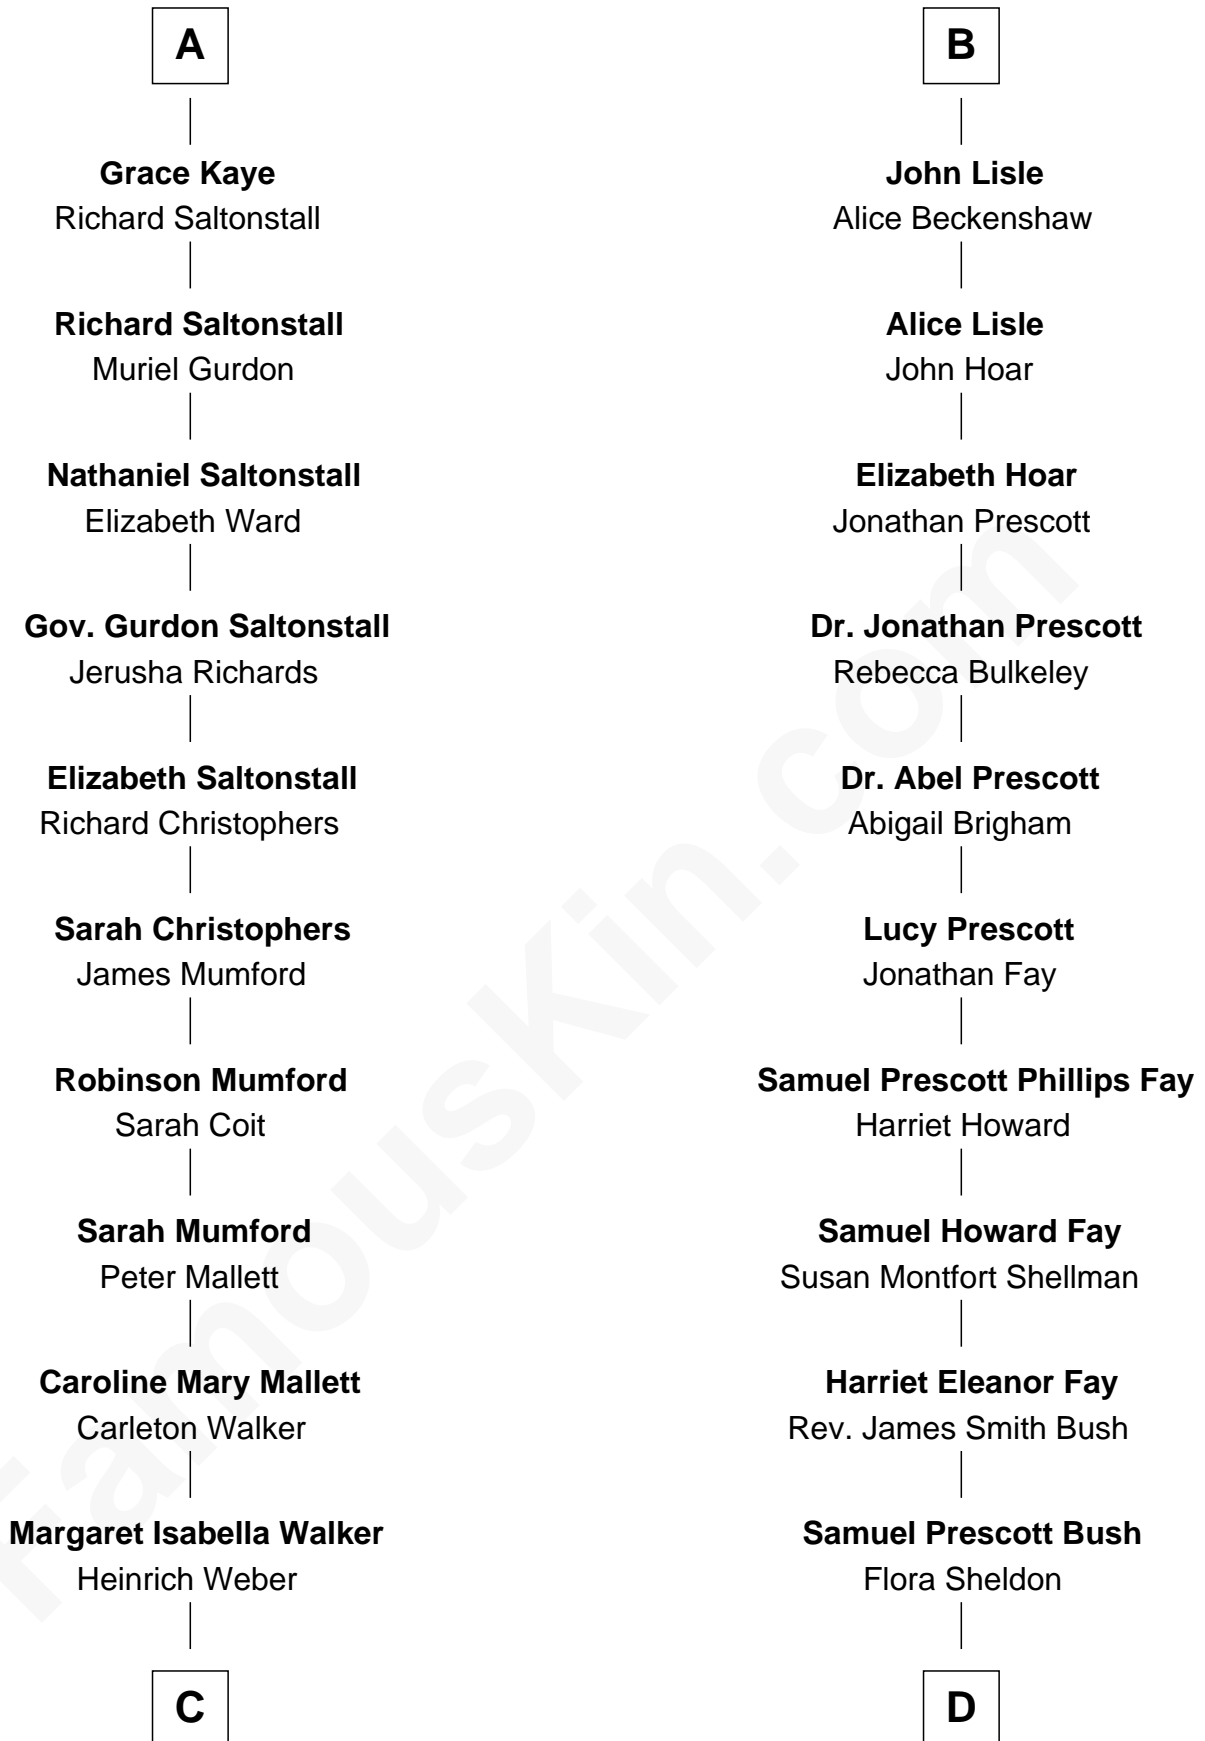 A
Grace Kaye
Richard Saltonstall
Richard Saltonstall
Muriel Gurdon
Nathaniel Saltonstall
Elizabeth Ward
Gov. Gurdon Saltonstall
Jerusha Richards
Elizabeth Saltonstall
Richard Christophers
Sarah Christophers
James Mumford
Robinson Mumford
Sarah Coit
Sarah Mumford
Peter Mallett
Caroline Mary Mallett
Carleton Walker
Margaret Isabella Walker
Heinrich Weber
C
B
John Lisle
Alice Beckenshaw
Alice Lisle
John Hoar
Elizabeth Hoar
Jonathan Prescott
Dr. Jonathan Prescott
Rebecca Bulkeley
Dr. Abel Prescott
Abigail Brigham
Lucy Prescott
Jonathan Fay
Samuel Prescott Phillips Fay
Harriet Howard
Samuel Howard Fay
Susan Montfort Shellman
Harriet Eleanor Fay
Rev. James Smith Bush
Samuel Prescott Bush
Flora Sheldon
D
FamousKin.com